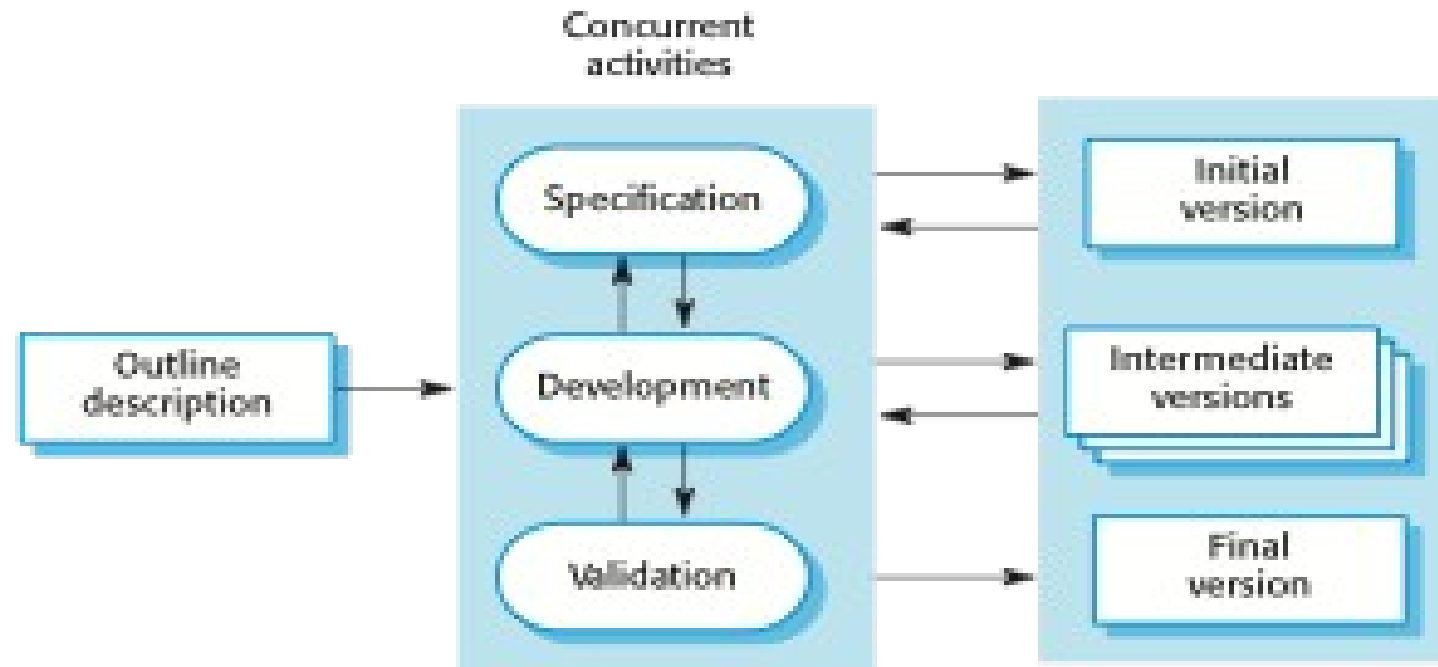 Concurrent
activities
Specification
Initial
version
Outline
description
Development
Intermediate
versions
Validation
Final
version